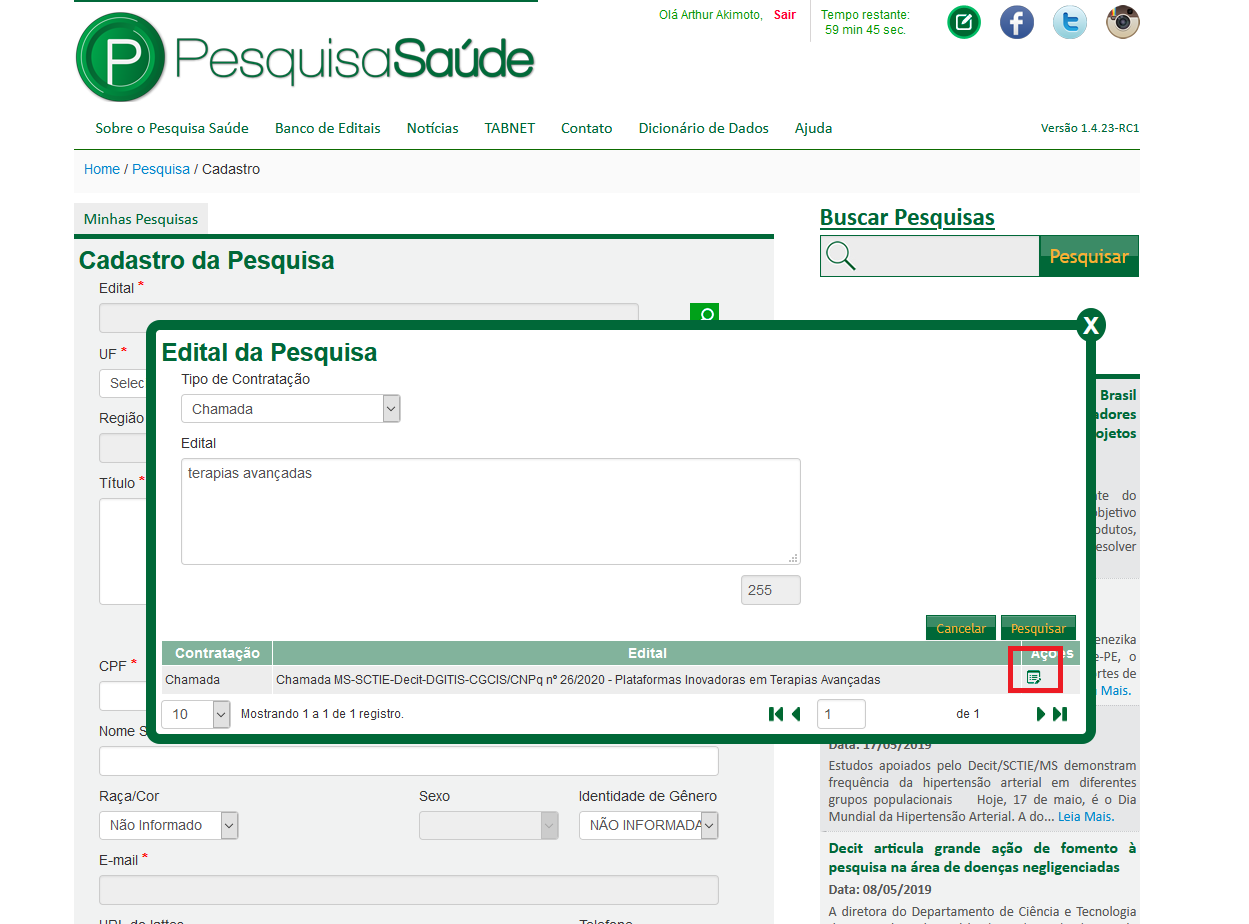 Olá Arthur Akimoto, Sair
Tempo restante:
59 min 45 sec.
P PesquisaSaúde
Sobre o Pesquisa Saúde Banco de Editais Notícias TABNET Contato Dicionário de Dados Ajuda Versão 1.4.23-RC1
Home / Pesquisa / Cadastro
Minhas Pesquisas
Buscar Pesquisas
Pesquisar
Cadastro da Pesquisa
Edital *
UF *
Selec
Região
Título *
CPF *
Nome S
X
Edital da Pesquisa
Tipo de Contratação
Chamada
Edital
terapias avançadas
255
Cancelar Pesquisar
Contratação Edital Ações
Chamada Chamada MS-SCTIE-Decit-DGITIS-CGCIS/CNPq nº 26/2020 - Plataformas Inovadoras em Terapias Avançadas
10 Mostrando 1 a 1 de 1 registro. 1 de 1
Raça/Cor Sexo Identidade de Gênero
Não Informado NÃO INFORMADA
E-mail *
URL do lattes Telefone
Brasil
adores
ojetos
nte do
objetivo
odutos,
esolver
enezika
e-PE, o
ortes de
Mais.
Data: 17/05/2019
Estudos apoiados pelo Decit/SCTIE/MS demonstram
frequência da hipertensão arterial em diferentes
grupos populacionais Hoje, 17 de maio, é o Dia
Mundial da Hipertensão Arterial. A do... Leia Mais.
Decit articula grande ação de fomento à
pesquisa na área de doenças negligenciadas
Data: 08/05/2019
A diretora do Departamento de Ciência e Tecnologia